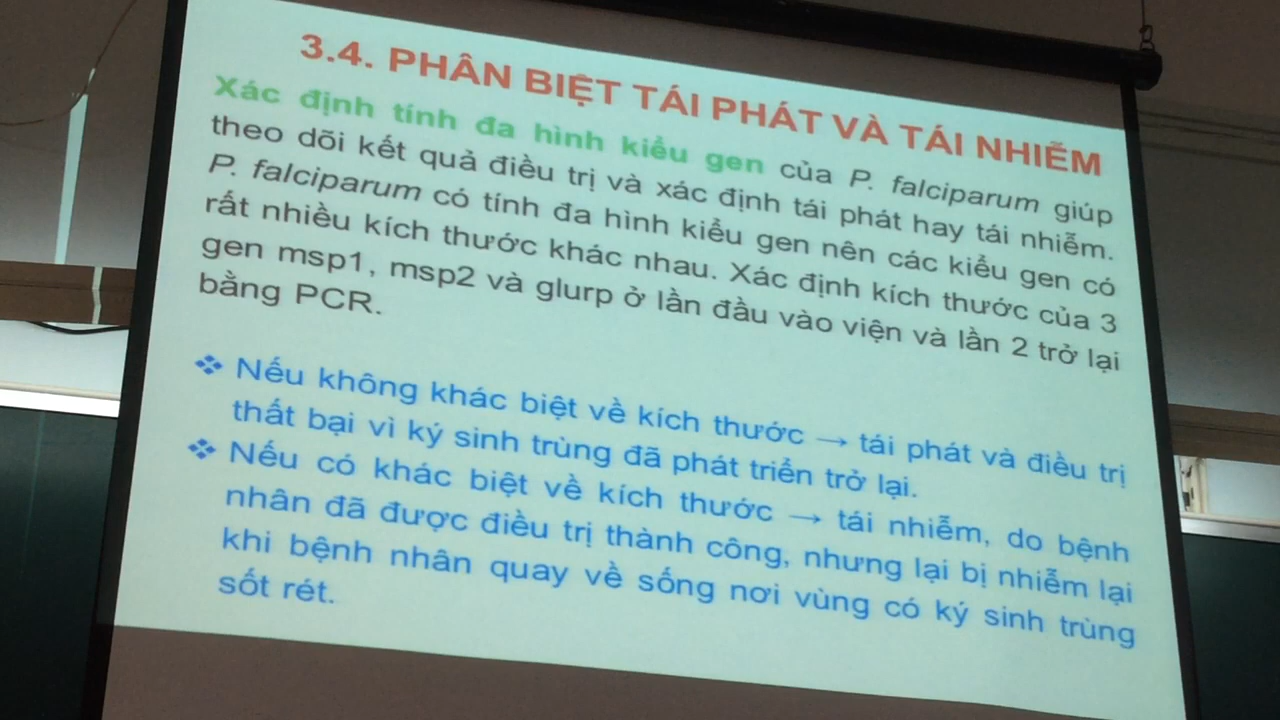 3.4. PHÂN BIỆT TÁI PHÁT VÀ TÁI NHIỄM
Xác định tính đa hình kiểu gen của P. falciparum giúp
theo dõi kết quả điều trị và xác định tái phát hay tái nhiễm.
P. falciparum có tính đa hình kiểu gen nên các kiểu gen có
rất nhiều kích thước khác nhau. Xác định kích thước của 3
gen msp1, msp2 và glurp ở lần đầu vào viện và lần 2 trở lại
bằng PCR.
❖ Nếu không khác biệt về kích thước → tái phát và điều trị
thất bại vì ký sinh trùng đã phát triển trở lại.
❖ Nếu có khác biệt về kích thước → tái nhiễm, do bệnh
nhân đã được điều trị thành công, nhưng lại bị nhiễm lại
khi bệnh nhân quay về sống nơi vùng có ký sinh trùng
sốt rét.